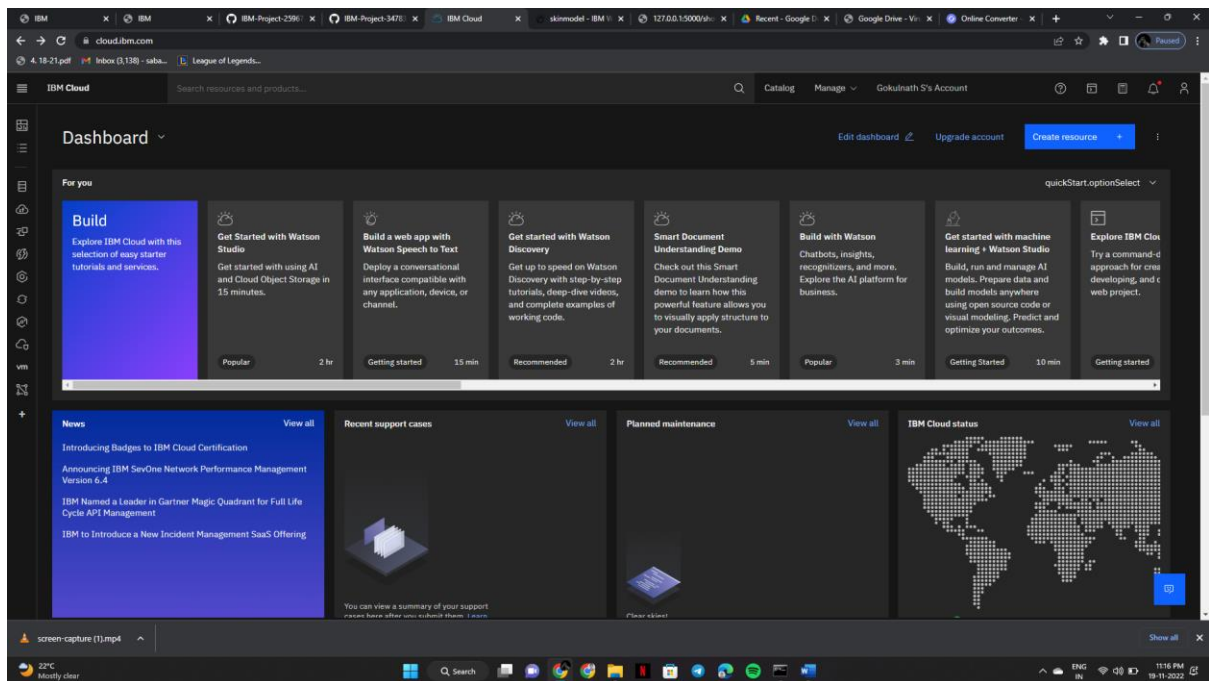 IBM
IBM
IBM-Project-25967
IBM-Project-3478
IBM Cloud
skinmodel - IBM W
127.0.0.1:5000/sho
Recent - Google D
Google Drive - Vir
Online Converter -
cloud.ibm.com
Paused
4. 18-21.pdf
Inbox (3,138) - saba...
League of Legends...
IBM Cloud
Search resources and products...
Catalog
Manage
Gokulnath S's Account
Dashboard
Edit dashboard
Upgrade account
Create resource +
For you
quickStart.optionSelect
Build
Explore IBM Cloud with this
selection of easy starter
tutorials and services.
Get Started with Watson
Studio
Get started with using AI
and Cloud Object Storage in
15 minutes.
Popular
2 hr
Build a web app with
Watson Speech to Text
Deploy a conversational
interface compatible with
any application, device, or
channel.
Getting started
15 min
Get started with Watson
Discovery
Get up to speed on Watson
Discovery with step-by-step
tutorials, deep-dive videos,
and complete examples of
working code.
Recommended
2 hr
Smart Document
Understanding Demo
Check out this Smart
Document Understanding
demo to learn how this
powerful feature allows you
to visually apply structure to
your documents.
Recommended
5 min
Build with Watson
Chatbots, insights,
recognitizers, and more.
Explore the AI platform for
business.
Popular
3 min
Get started with machine
learning + Watson Studio
Build, run and manage AI
models. Prepare data and
build models anywhere
using open source code or
visual modeling. Predict and
optimize your outcomes.
Getting Started
10 min
Explore IBM Clou
Try a command-
approach for crea
developing, and
web project.
Getting started
vm
News
View all
Introducing Badges to IBM Cloud Certification
Announcing IBM SevOne Network Performance Management
Version 6.4
IBM Named a Leader in Gartner Magic Quadrant for Full Life
Cycle API Management
IBM to Introduce a New Incident Management SaaS Offering
Recent support cases
View all
You can view a summary of your support
cases here after you submit them. Learn
Planned maintenance
View all
Clear skies!
IBM Cloud status
View all
screen-capture (1).mp4
Show all
22°C
Mostly clear
Search
ENG
IN
11:16 PM
19-11-2022